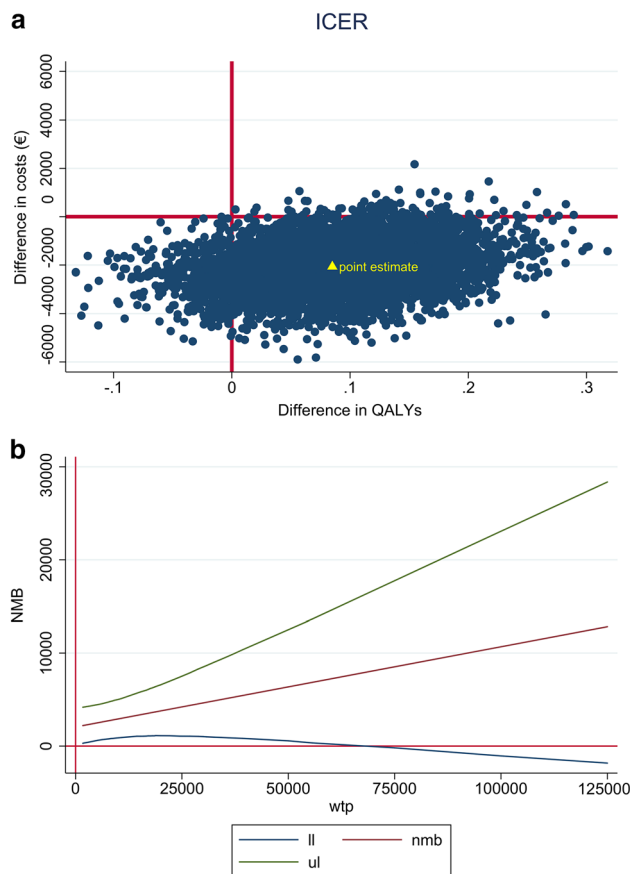 a
ICER
Difference in costs (€)
6000
4000
2000
0
-2000
-4000
-6000
point estimate
-.1 0 .1 .2 .3
Difference in QALYs
b
NMB
30000
20000
10000
0
0 25000 50000 75000 100000 125000
wtp
ll nmb
ul